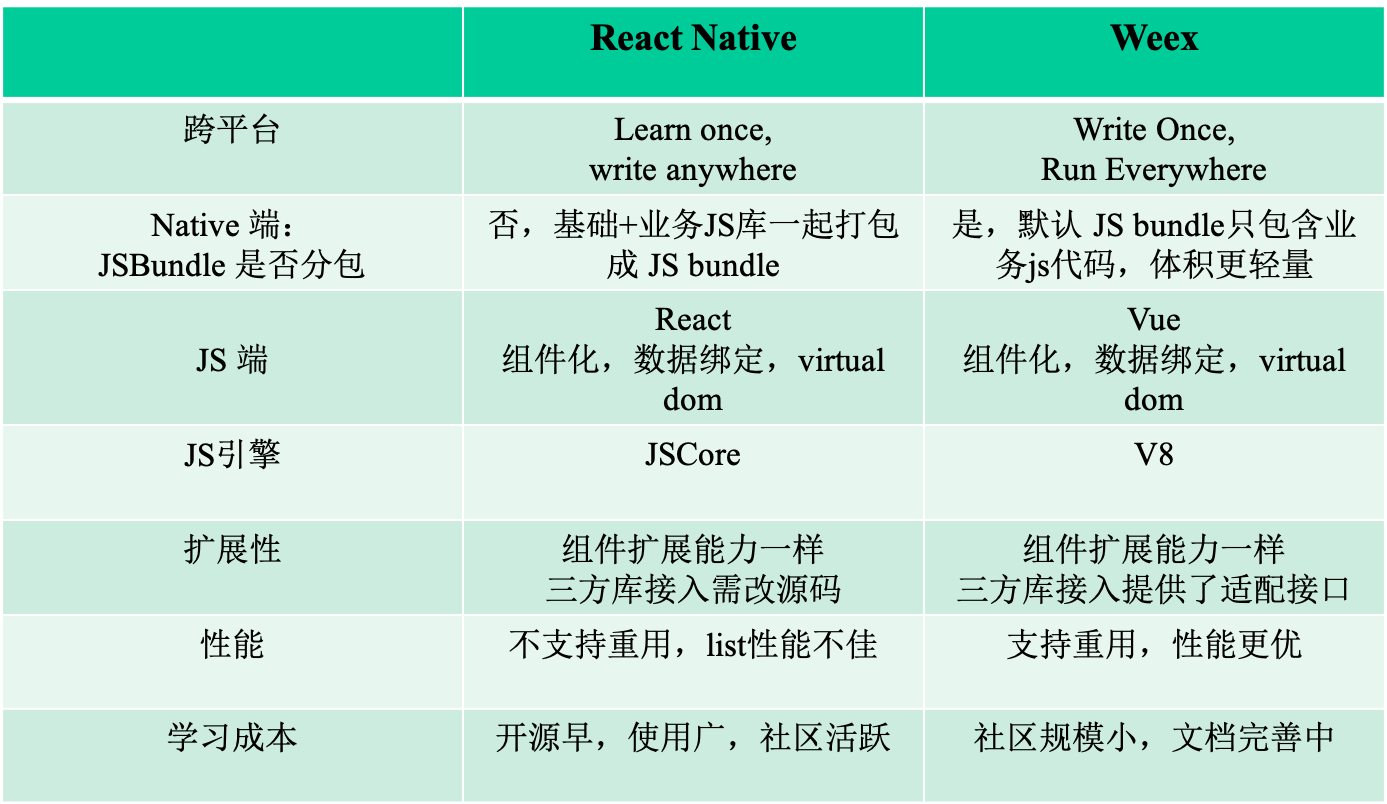 React Native
Weex
跨平台
Learn once,
write anywhere
Write Once,
Run Everywhere
Native 端：
JSBundle 是否分包
否，基础+业务JS库一起打包
成 JS bundle
是，默认 JS bundle只包含业
务js代码，体积更轻量
JS 端
React
组件化，数据绑定，virtual
dom
Vue
组件化，数据绑定，virtual
dom
JS引擎
JSCore
V8
扩展性
组件扩展能力一样
三方库接入需改源码
组件扩展能力一样
三方库接入提供了适配接口
性能
不支持重用，list性能不佳
支持重用，性能更优
学习成本
开源早，使用广，社区活跃
社区规模小，文档完善中